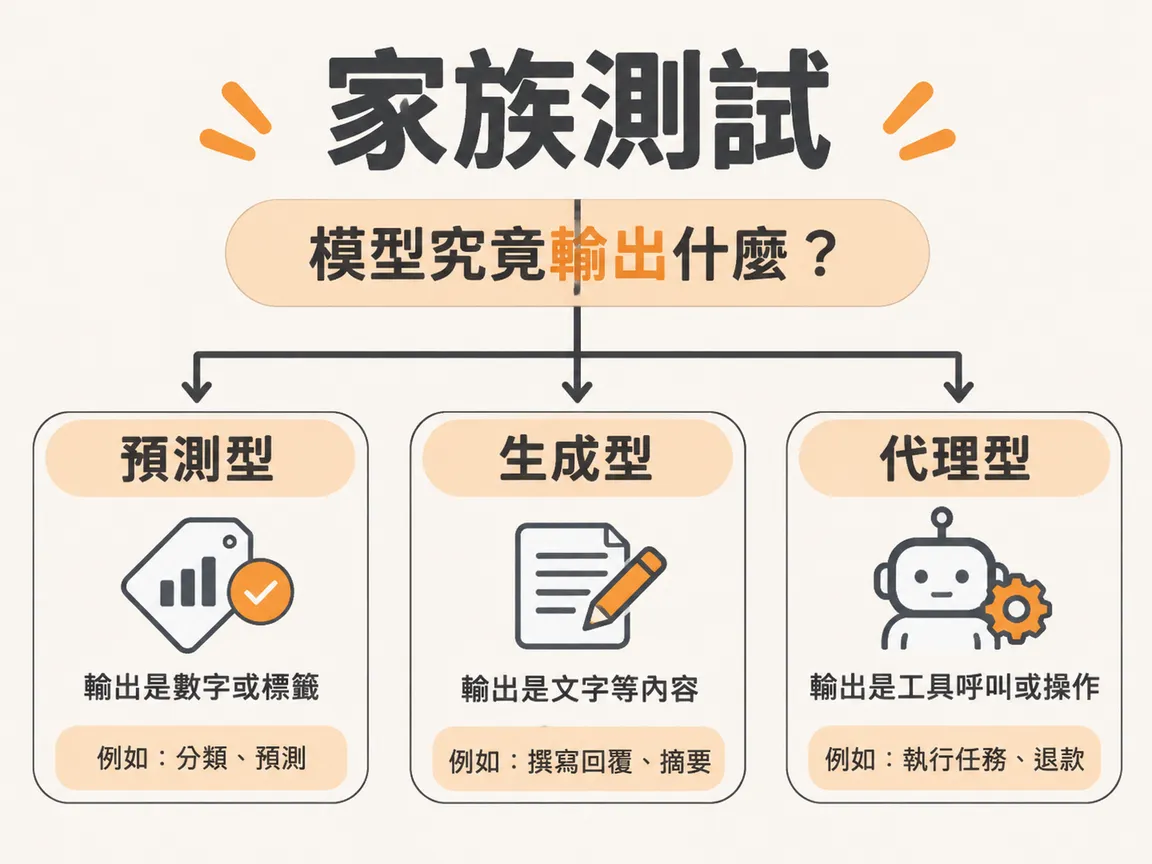 家族測試
模型究竟輸出什麼？
預測型
輸出是數字或標籤
例如：分類、預測
生成型
輸出是文字等內容
例如：撰寫回覆、摘要
代理型
輸出是工具呼叫或操作
例如：執行任務、退款